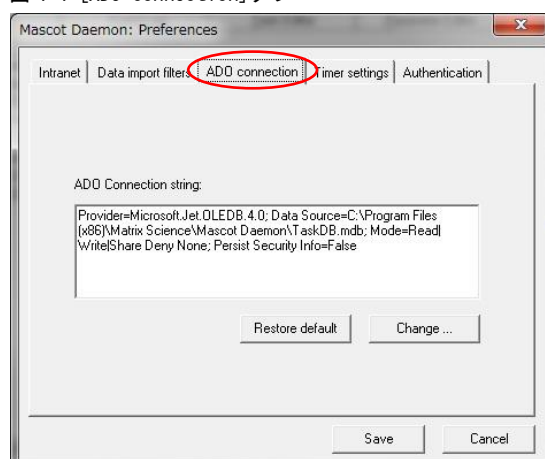 [ADO connection]
Mascot Daemon: Preferences
Intranet Data import filters ADO connection Timer settings Authentication
ADO Connection string:
Provider=Microsoft.Jet.OLEDB.4.0; Data Source=C:\Program Files
(x86)\Matrix Science\Mascot Daemon\TaskDB.mdb; Mode=Read|
Write|Share Deny None; Persist Security Info=False
Restore default Change ...
Save Cancel